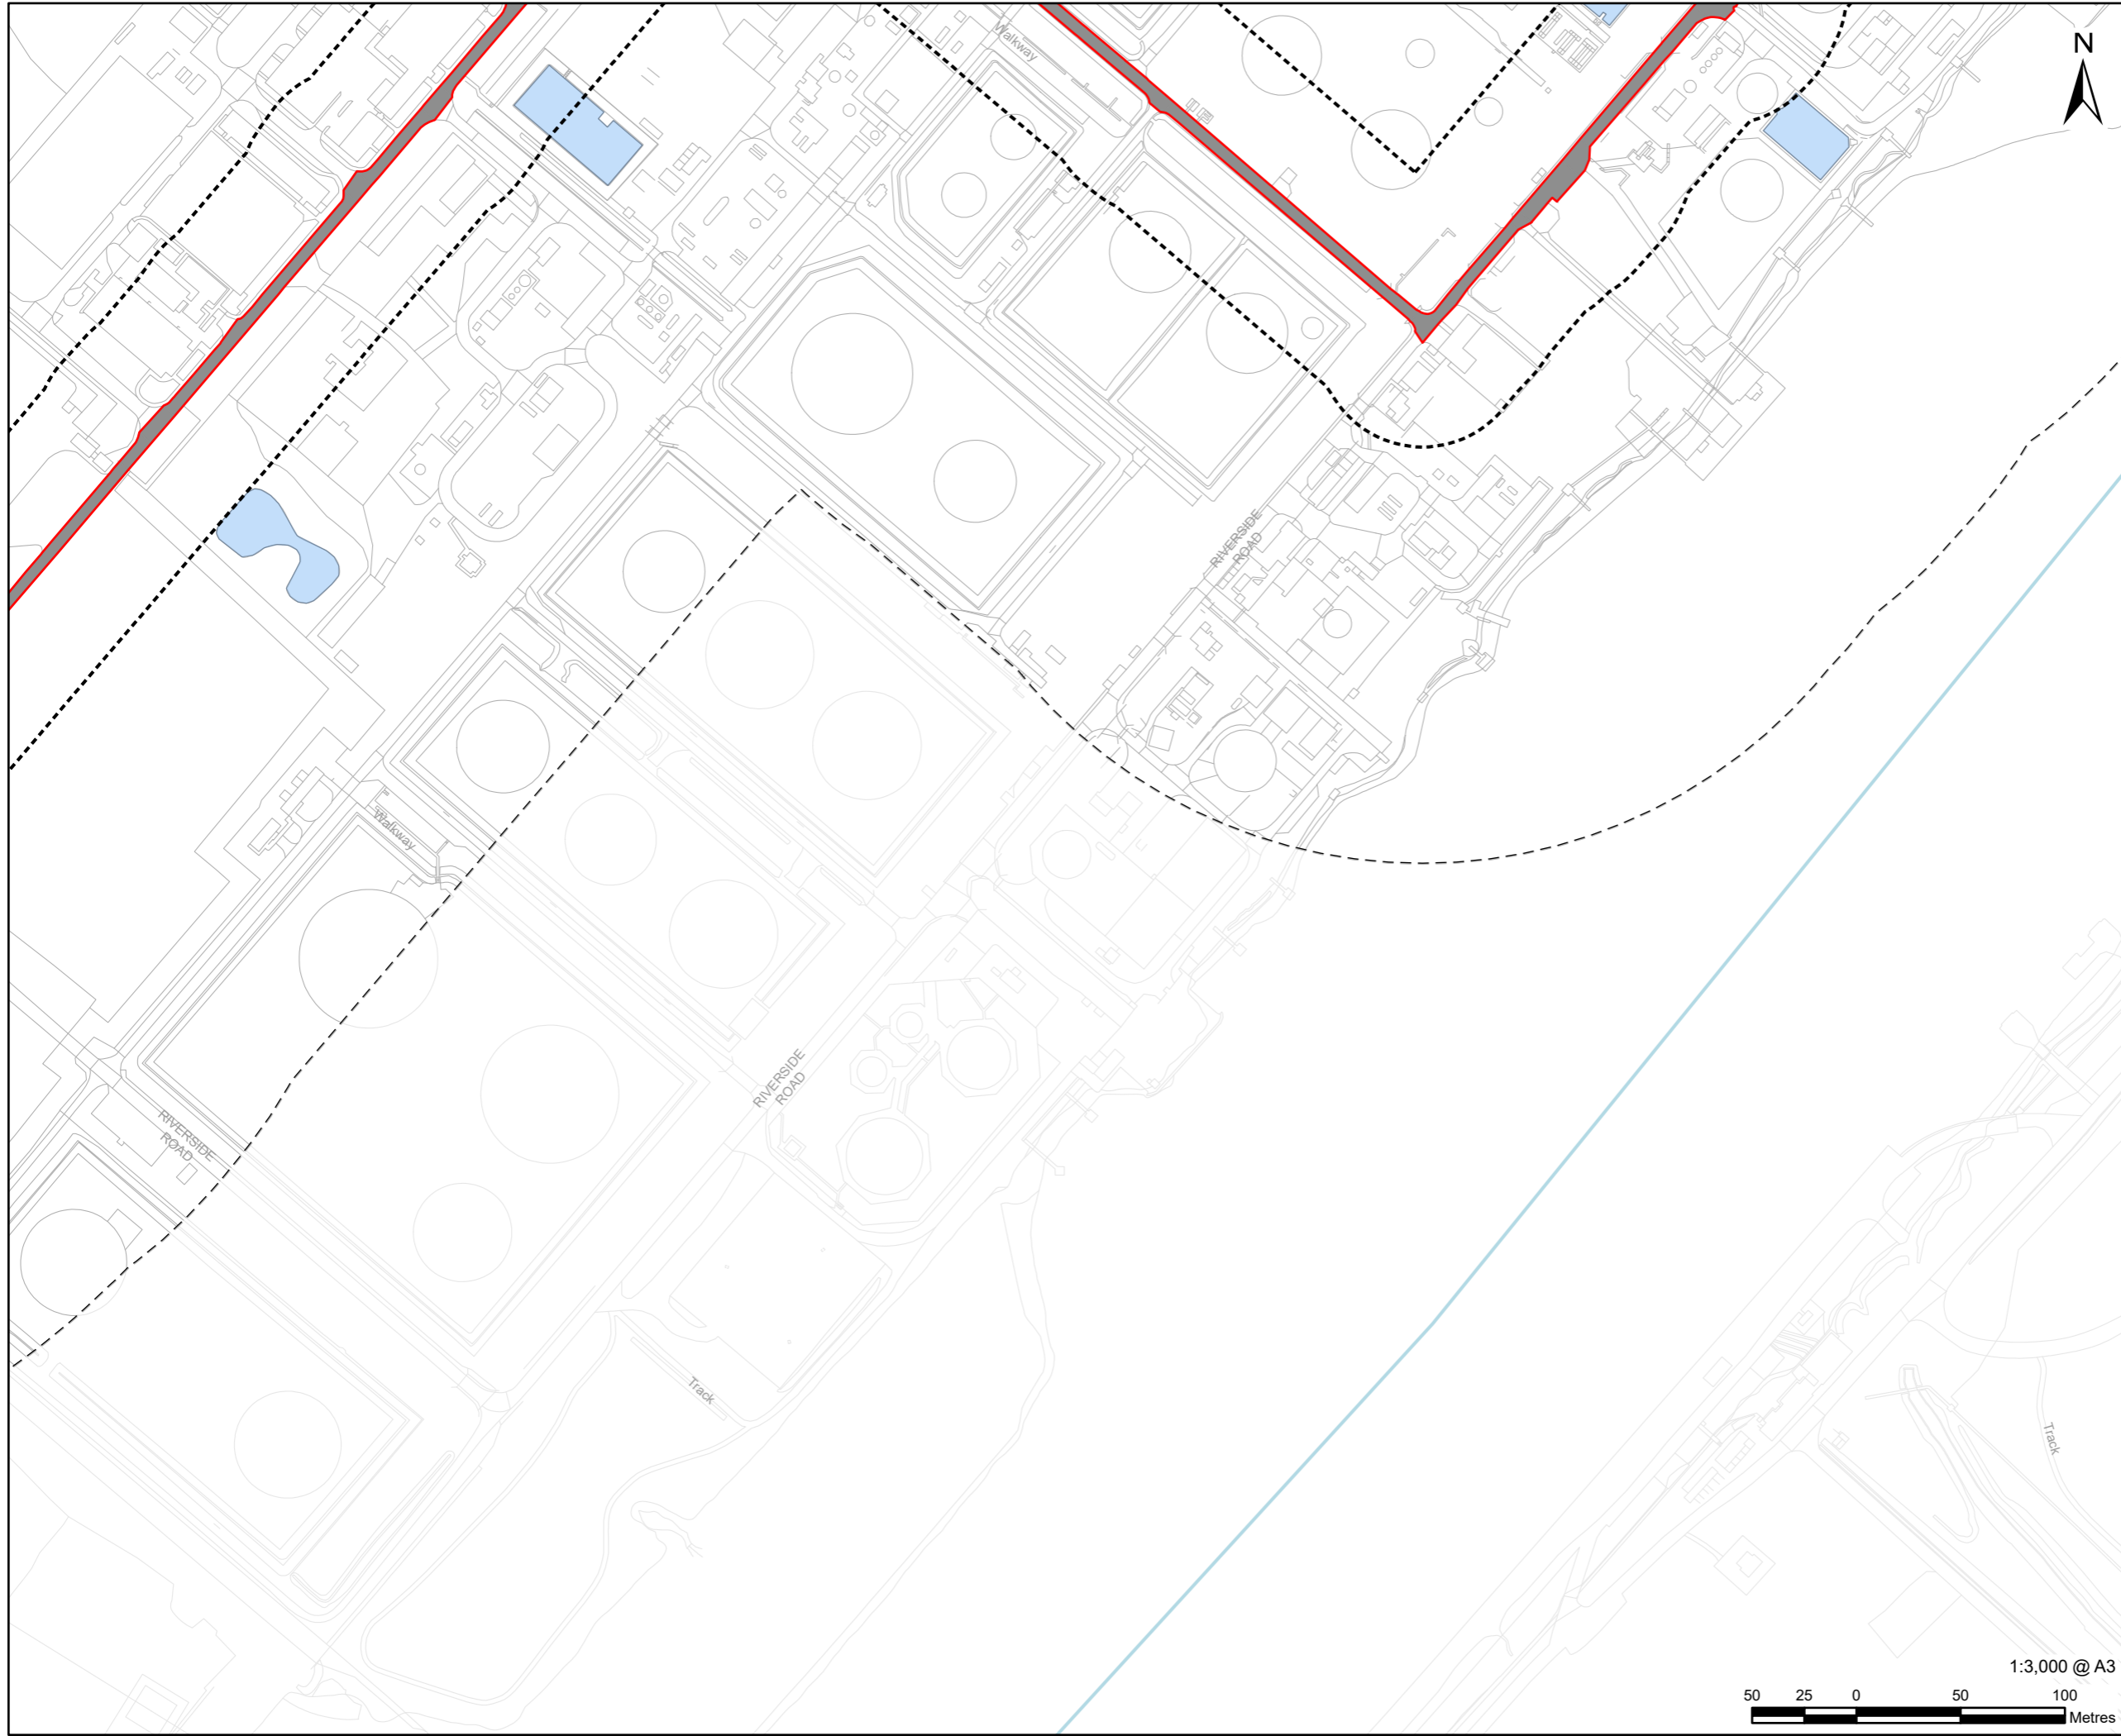 Walkway
N
RIVERSIDE
ROAD
Walkway
RIVERSIDE
ROAD
RIVERSIDE
ROAD
Track
Track
1:3,000 @ A3
50 25 0 50 100
Metres